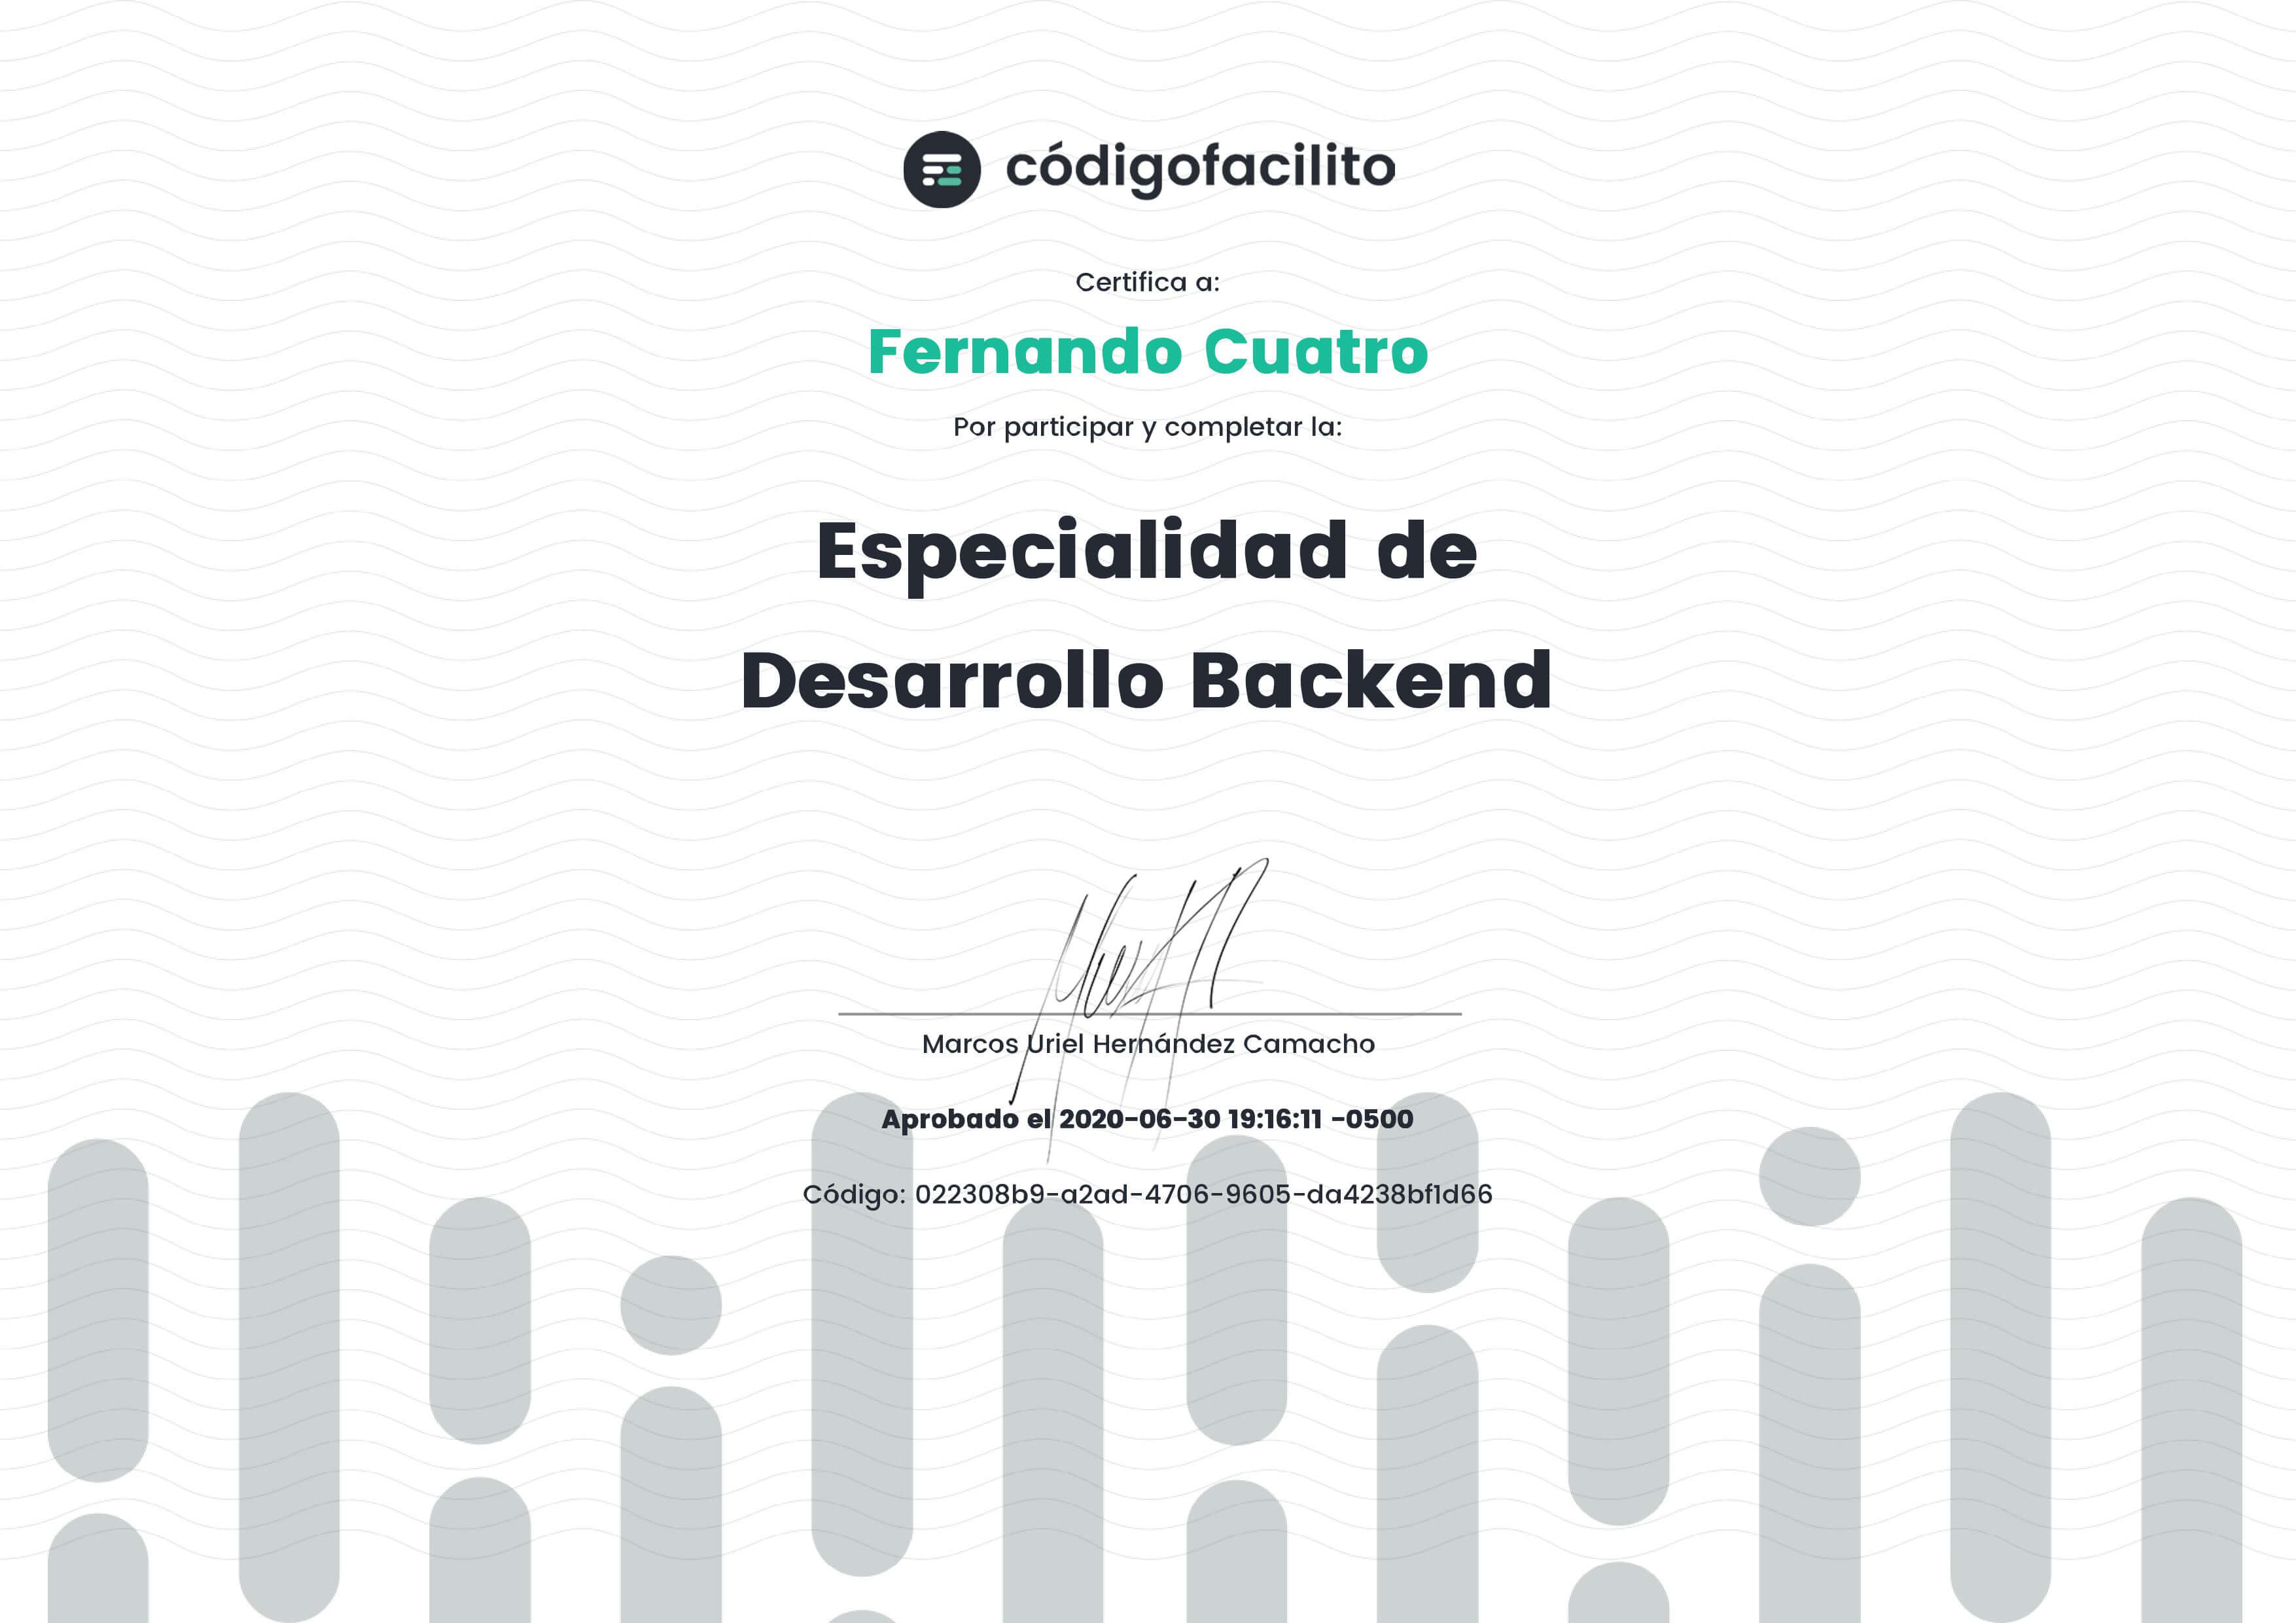 códigofacilito
Certifica a:
Fernando Cuatro
Por participar y completar la:
Especialidad de
Desarrollo Backend
Marcos Uriel Hernández Camacho
Aprobado el 2020-06-30 19:16:11 -0500
Código: 022308b9-a2ad-4706-9605-da4238bf1d66